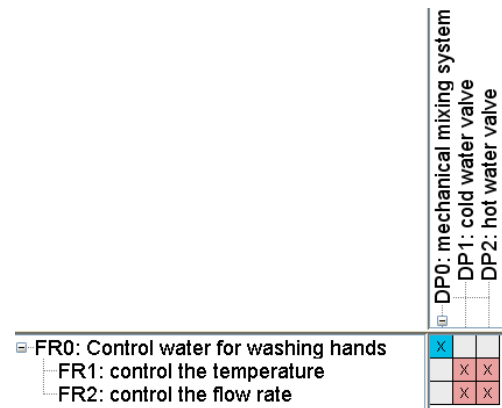 DP0: mechanical mixing system
DP1: cold water valve
DP2: hot water valve
FR0: Control water for washing hands
X
FR1: control the temperature
X X
FR2: control the flow rate
X X